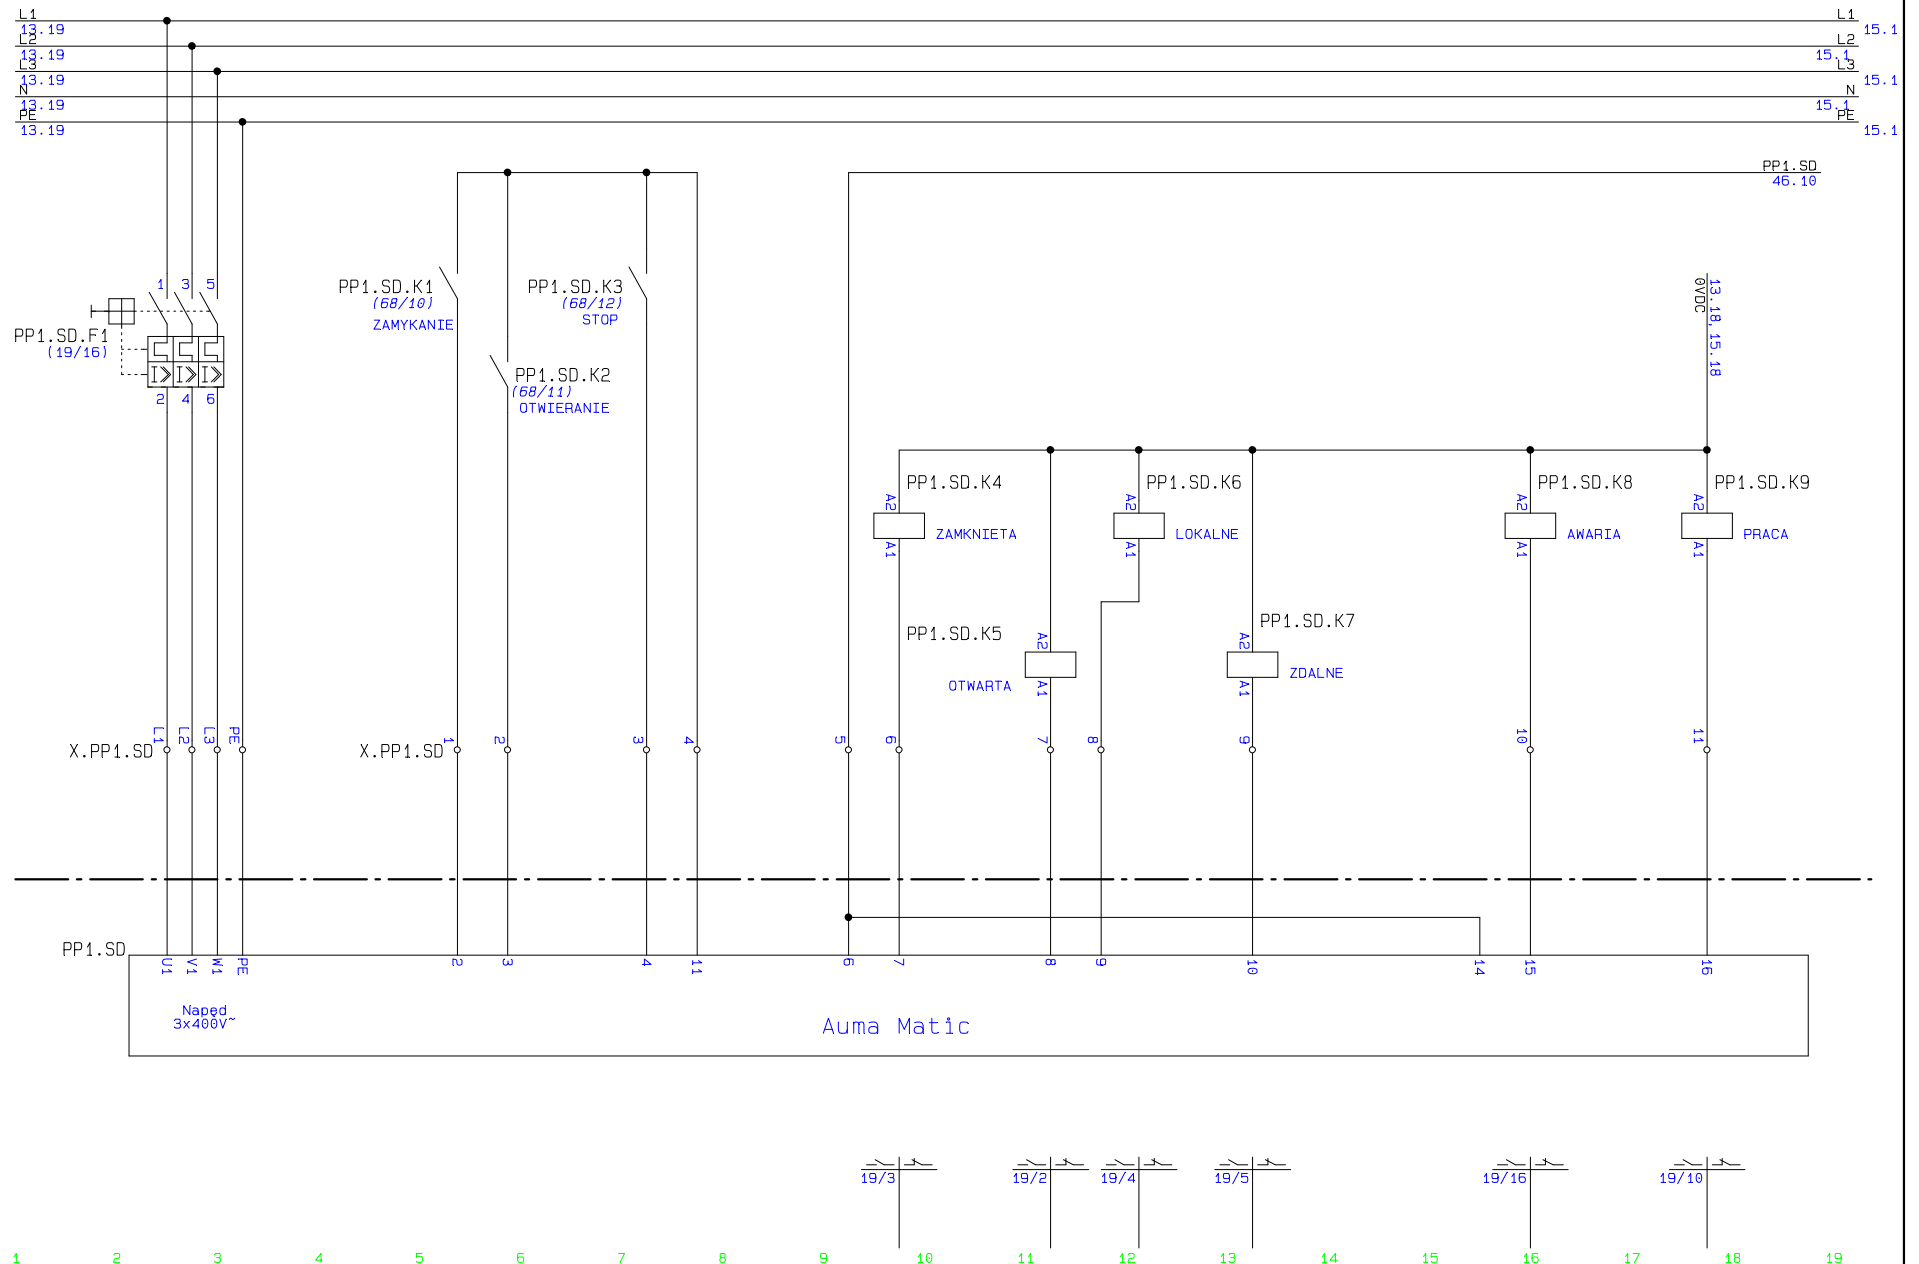 L1 L1
13.19 15.1
L2 L2
13.19 15.1
L3 L3
13.19 15.1
N N
13.19 15.1
PE PE
13.19 15.1
PP1.SD
46.10
1 3 5
PP1.SD.F1
(19/16)
2 4 6
PP1.SD.K1
(68/10)
ZAMYKANIE
PP1.SD.K2
(68/11)
OTWIERANIE
PP1.SD.K3
(68/12)
STOP
0VDC
13.18,15.18
PP1.SD.K4
A2
A1
ZAMKNIETA
PP1.SD.K6
A2
A1
LOKALNE
PP1.SD.K8
A2
A1
AWARIA
PP1.SD.K9
A2
A1
PRACA
PP1.SD.K5
A2
A1
OTWARTA
PP1.SD.K7
A2
A1
ZDALNE
X.PP1.SD L1 L2 L3 PE
X.PP1.SD 1 2 3 4 5 6 7 8 9 10 11
PP1.SD
U1 V1 W1 PE 2 3 4 11 6 7 8 9 10 14 15 16
Napęd
3x400V~
Auma Matic
19/3 19/2 19/4 19/5 19/16 19/10
1 2 3 4 5 6 7 8 9 10 11 12 13 14 15 16 17 18 19